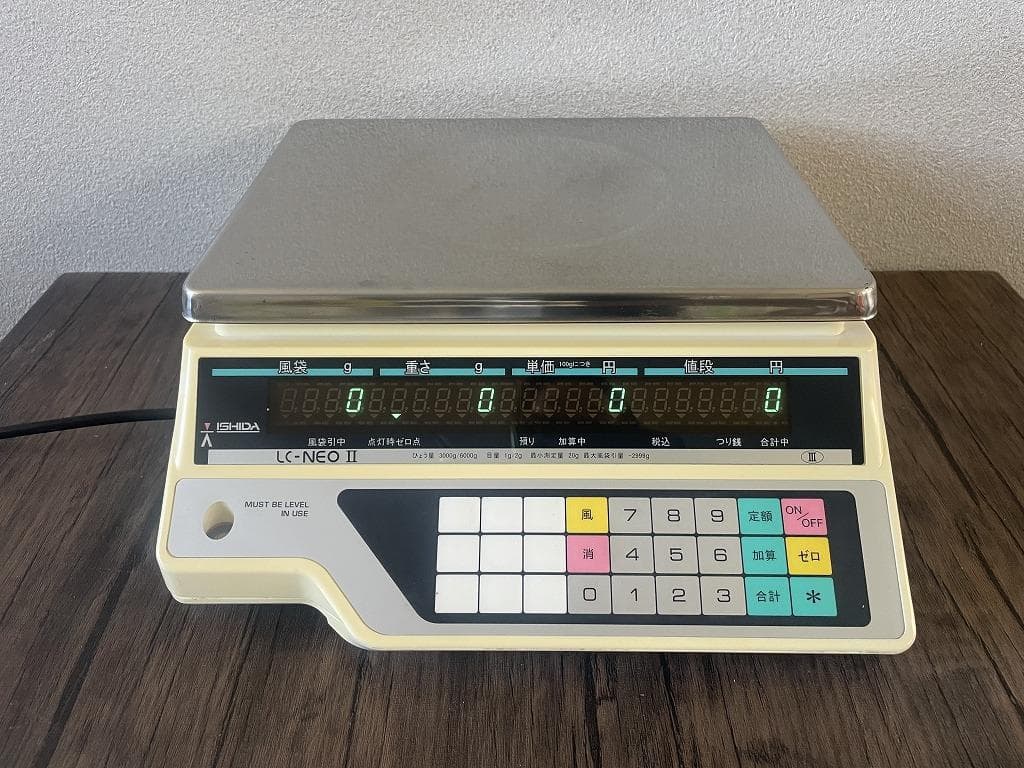 風袋 g 重さ g 単価 100gにつき 円 値段 円
0 0 0 0
ISHIDA
風袋引中 点灯時ゼロ点 預り 加算中 税込 つり銭 合計中
LC-NEO II ひょう量 3000g/6000g 目量 1g/2g 最小測定量 20g 最大風袋引量 -2999g III
MUST BE LEVEL
IN USE
風 7 8 9 定額 ON/OFF
消 4 5 6 加算 ゼロ
0 1 2 3 合計 *